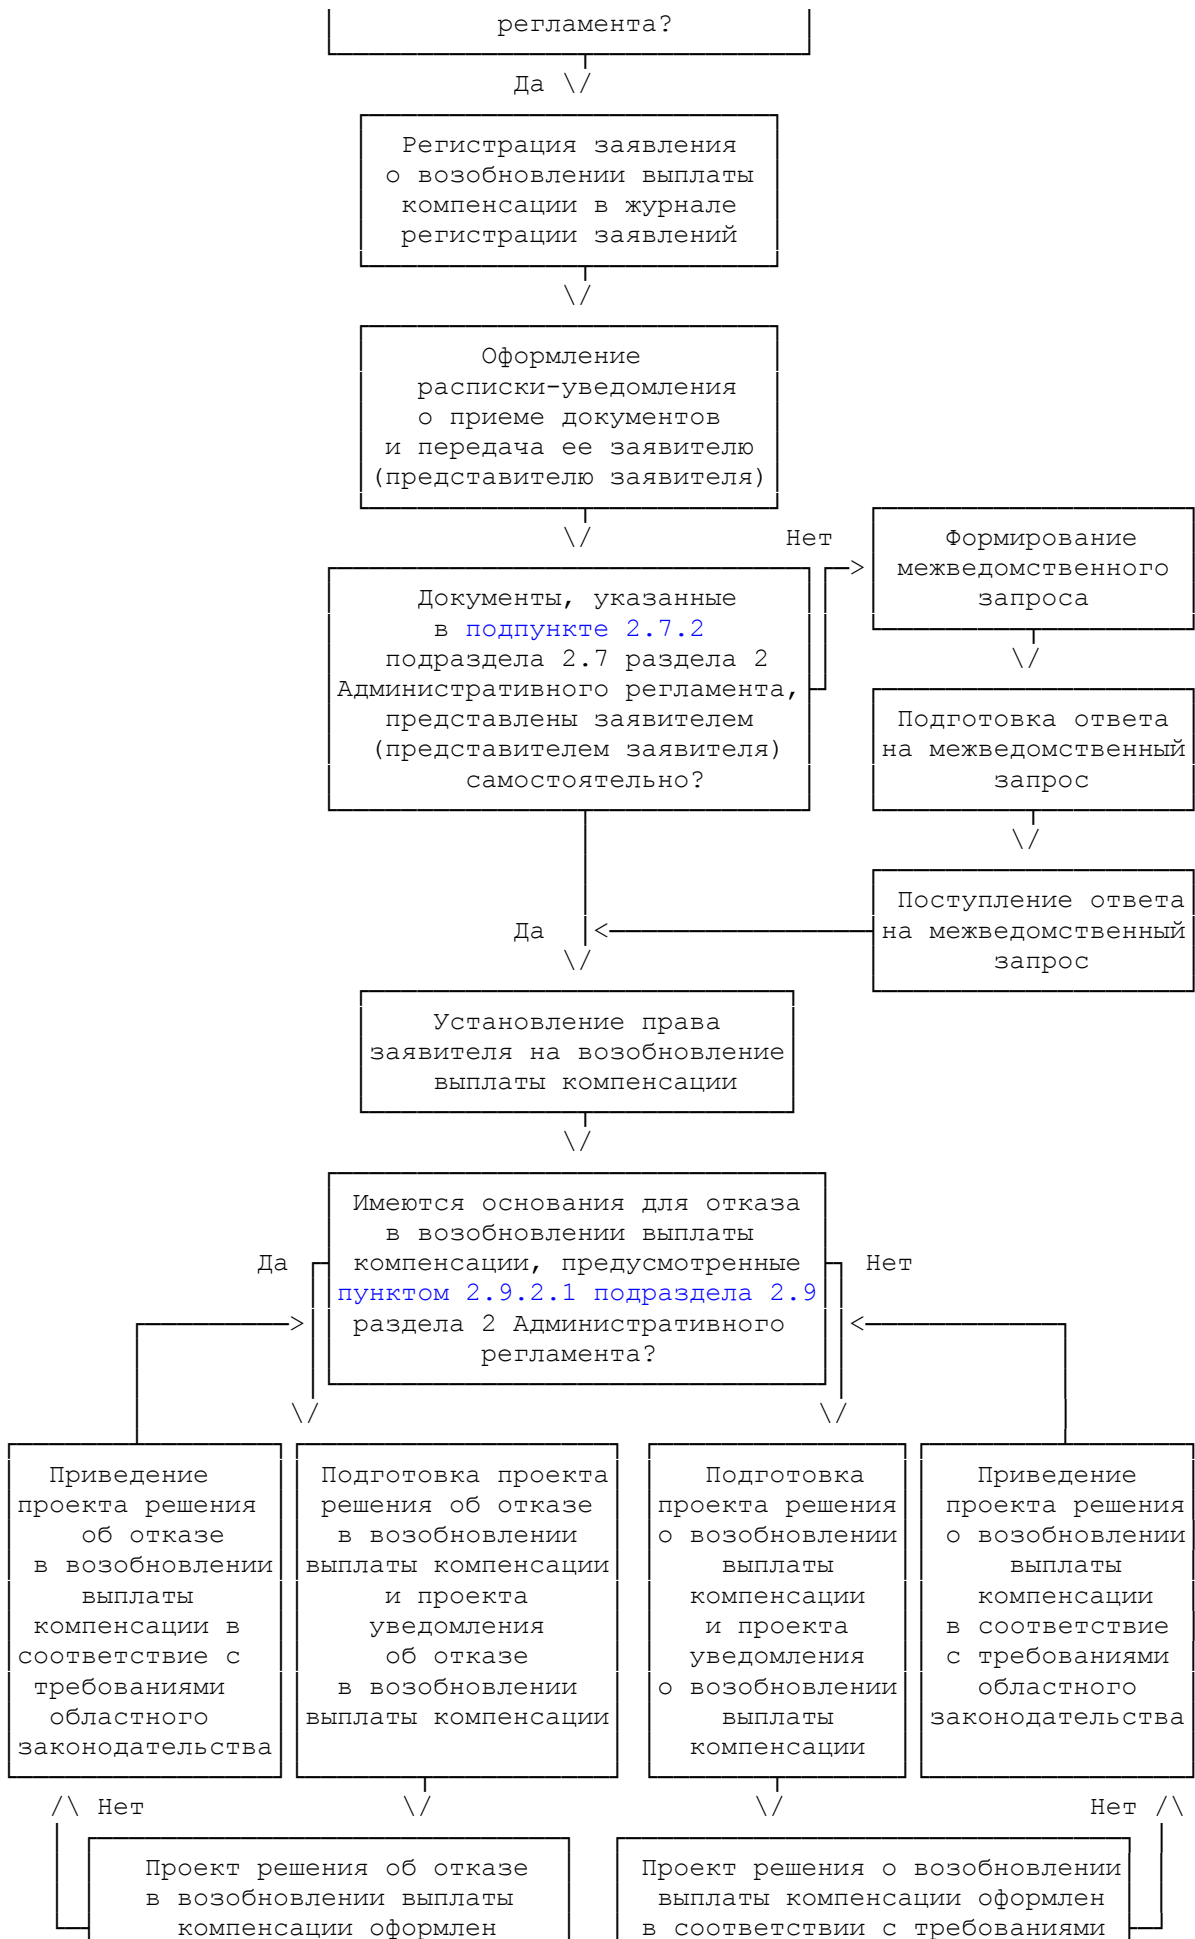 регламента?
Да \/
Регистрация заявления
о возобновлении выплаты
компенсации в журнале
регистрации заявлений
\/
Оформление
расписки-уведомления
о приеме документов
и передача ее заявителю
(представителю заявителя)
\/
Нет
Формирование
межведомственного
запроса
\/
Документы, указанные
в подпункте 2.7.2
подраздела 2.7 раздела 2
Административного регламента,
представлены заявителем
(представителем заявителя)
самостоятельно?
Подготовка ответа
на межведомственный
запрос
\/
Поступление ответа
на межведомственный
запрос
Да
\/
Установление права
заявителя на возобновление
выплаты компенсации
\/
Имеются основания для отказа
в возобновлении выплаты
компенсации, предусмотренные
пунктом 2.9.2.1 подраздела 2.9
раздела 2 Административного
регламента?
Да
Нет
\/
\/
Приведение
проекта решения
об отказе
в возобновлении
выплаты
компенсации в
соответствие с
требованиями
областного
законодательства
Подготовка проекта
решения об отказе
в возобновлении
выплаты компенсации
и проекта
уведомления
об отказе
в возобновлении
выплаты компенсации
Подготовка
проекта решения
о возобновлении
выплаты
компенсации
и проекта
уведомления
о возобновлении
выплаты
компенсации
Приведение
проекта решения
о возобновлении
выплаты
компенсации
в соответствие
с требованиями
областного
законодательства
/\ Нет
\/
\/
Нет /\
Проект решения об отказе
в возобновлении выплаты
компенсации оформлен
Проект решения о возобновлении
выплаты компенсации оформлен
в соответствии с требованиями